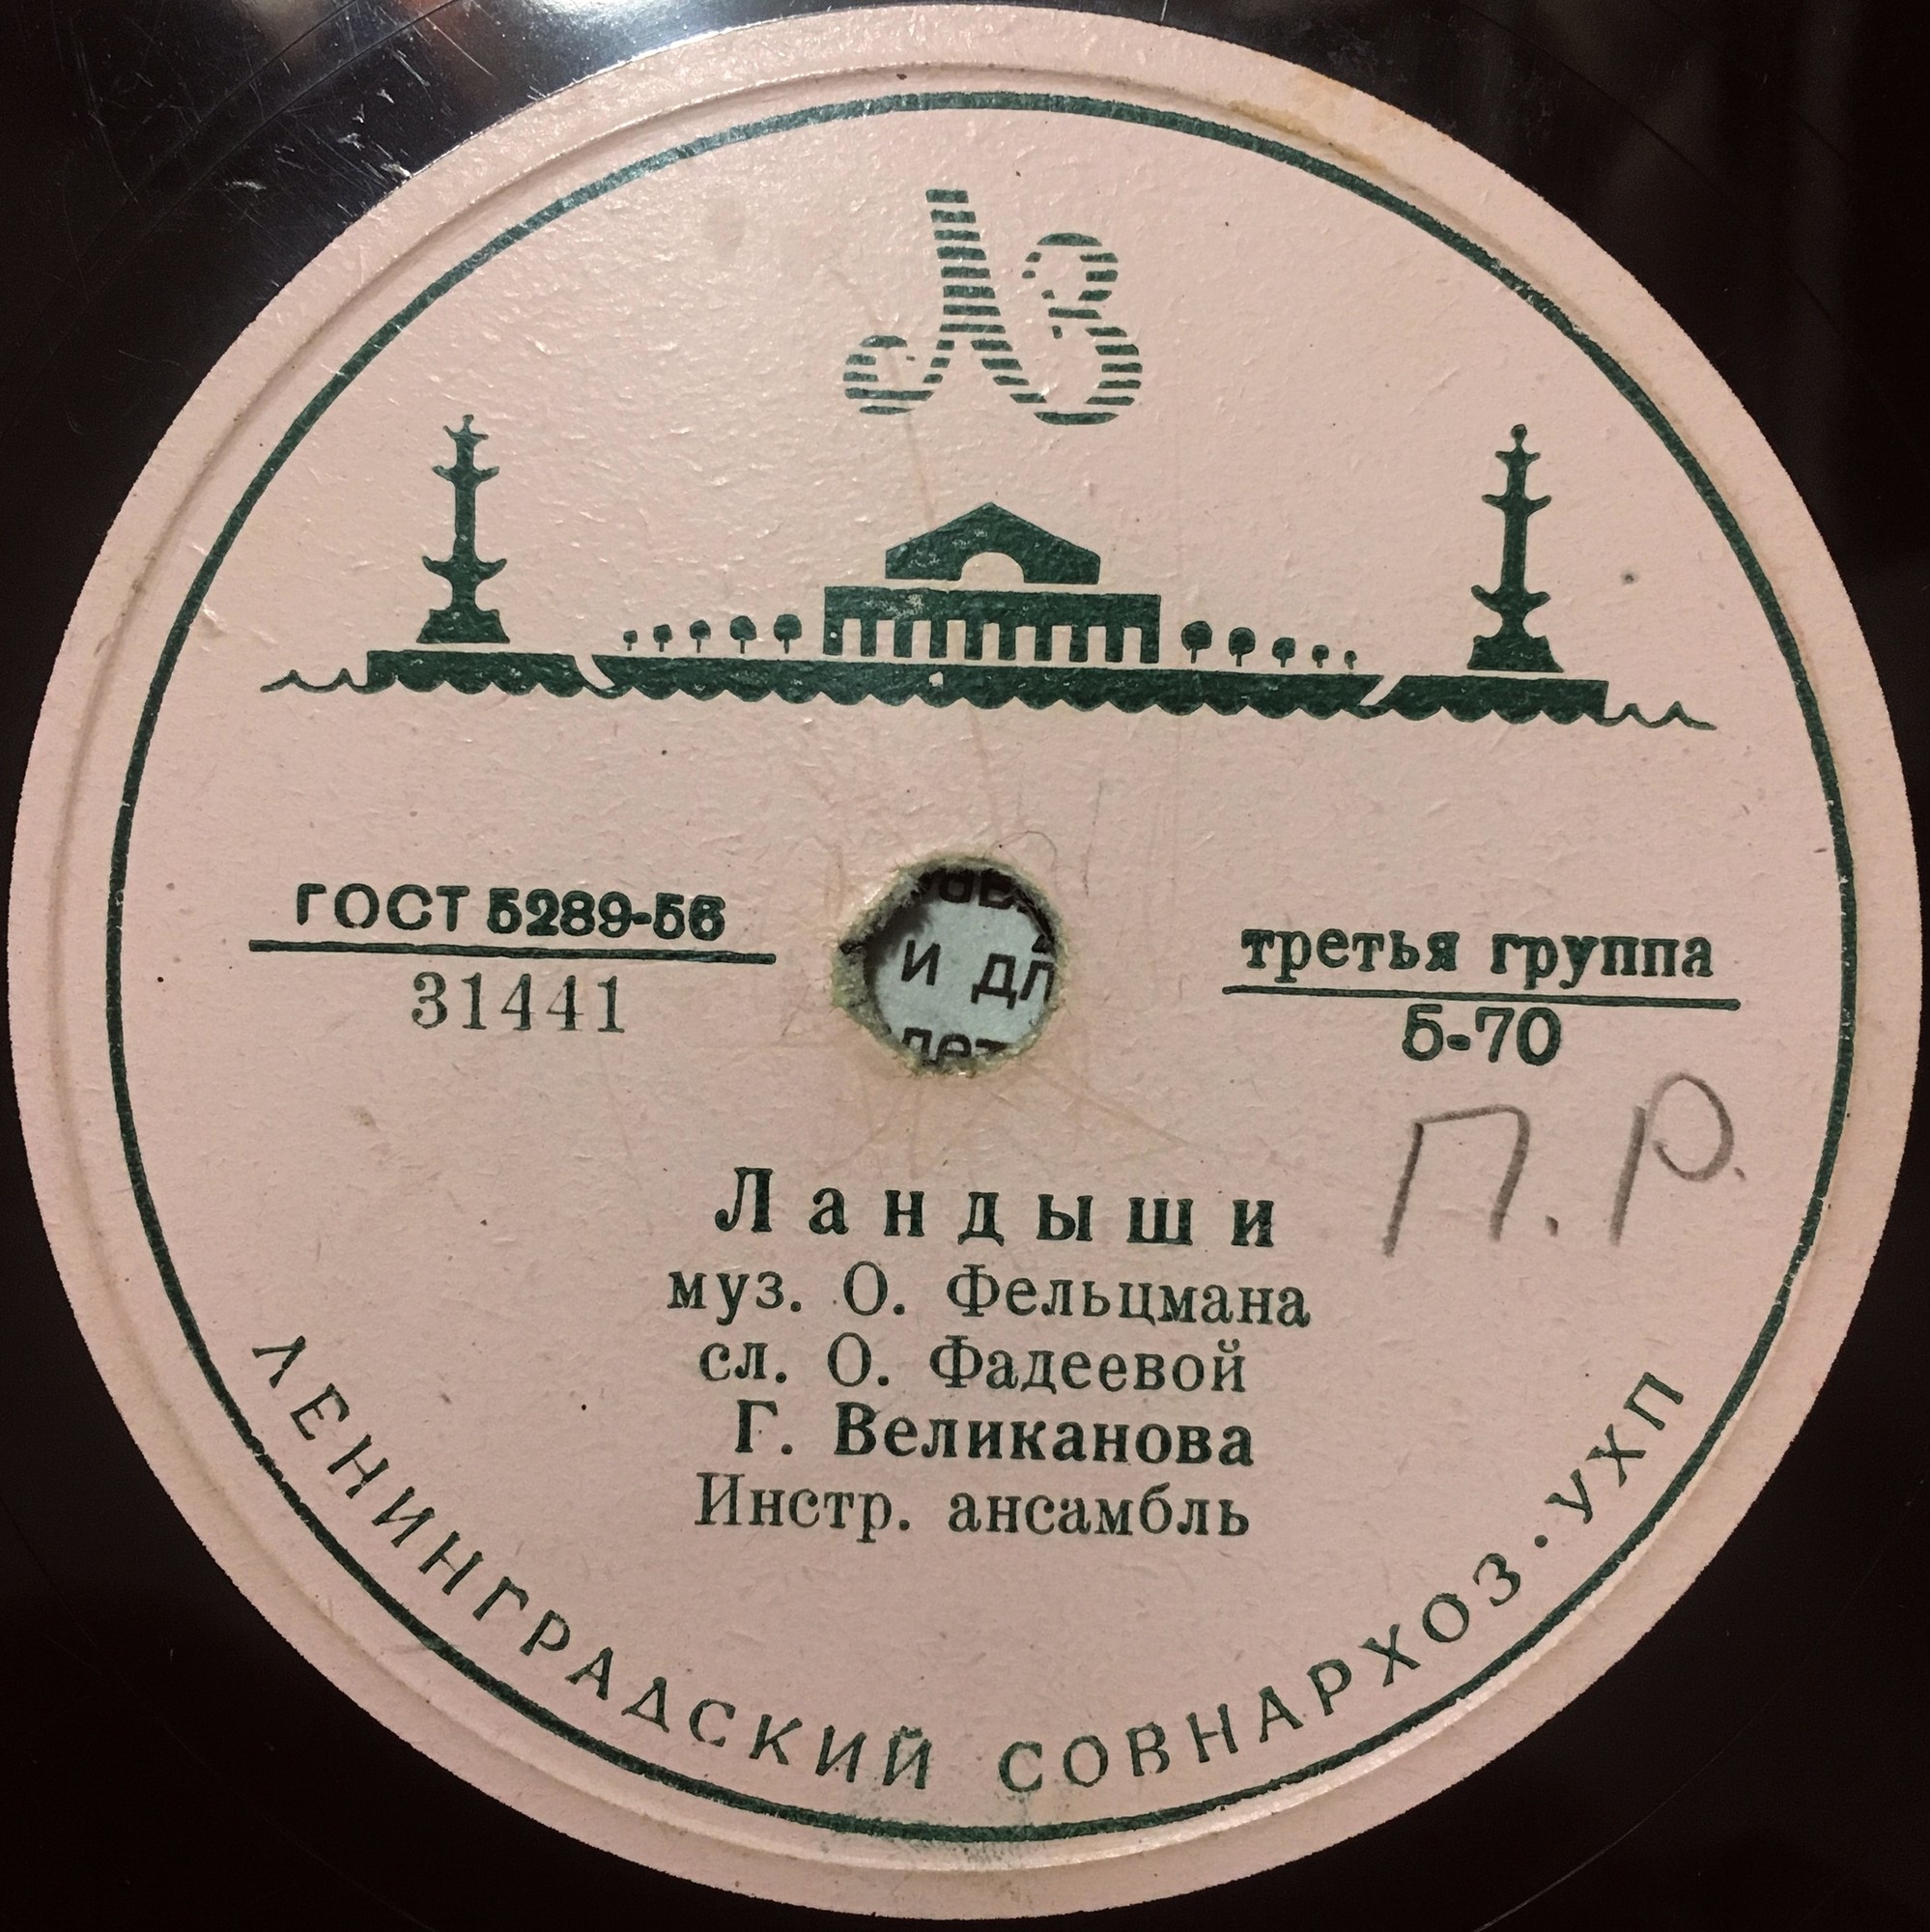 ЛЗ
ГОСТ 5289-56
31441
третья группа
5-70
П. Р.
Ландыши
муз. О. Фельцмана
сл. О. Фадеевой
Г. Великанова
Инстр. ансамбль
ЛЕНИНГРАДСКИЙ СОВНАРХОЗ · УХП
и